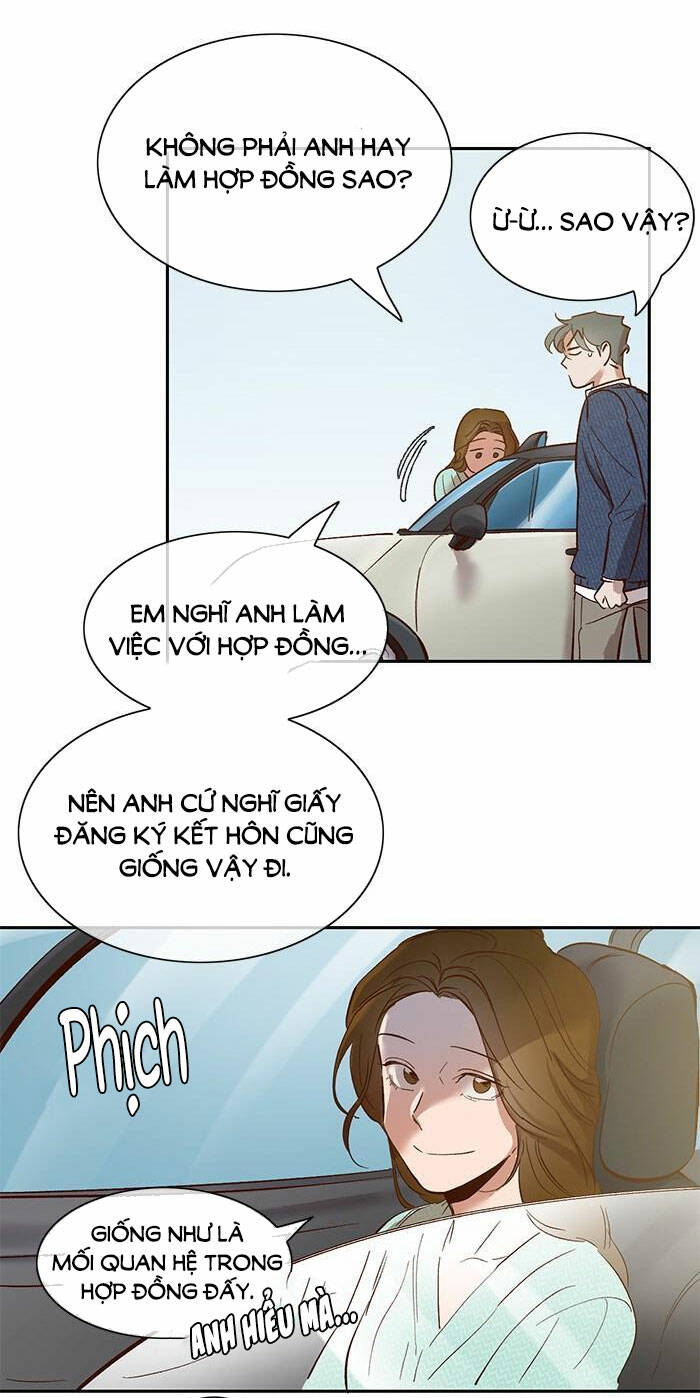 KHÔNG PHẢI ANH HAY
LÀM HỢP ĐỒNG SAO?
Ừ-Ừ... SAO VẬY?
EM NGHĨ ANH LÀM
VIỆC VỚI HỢP ĐỒNG...
NÊN ANH CỨ NGHĨ GIẤY
ĐĂNG KÝ KẾT HÔN CŨNG
GIỐNG VẬY ĐI.
Phịch
GIỐNG NHƯ LÀ
MỐI QUAN HỆ TRONG
HỢP ĐỒNG ĐẤY.
ANH HIỂU MÀ...